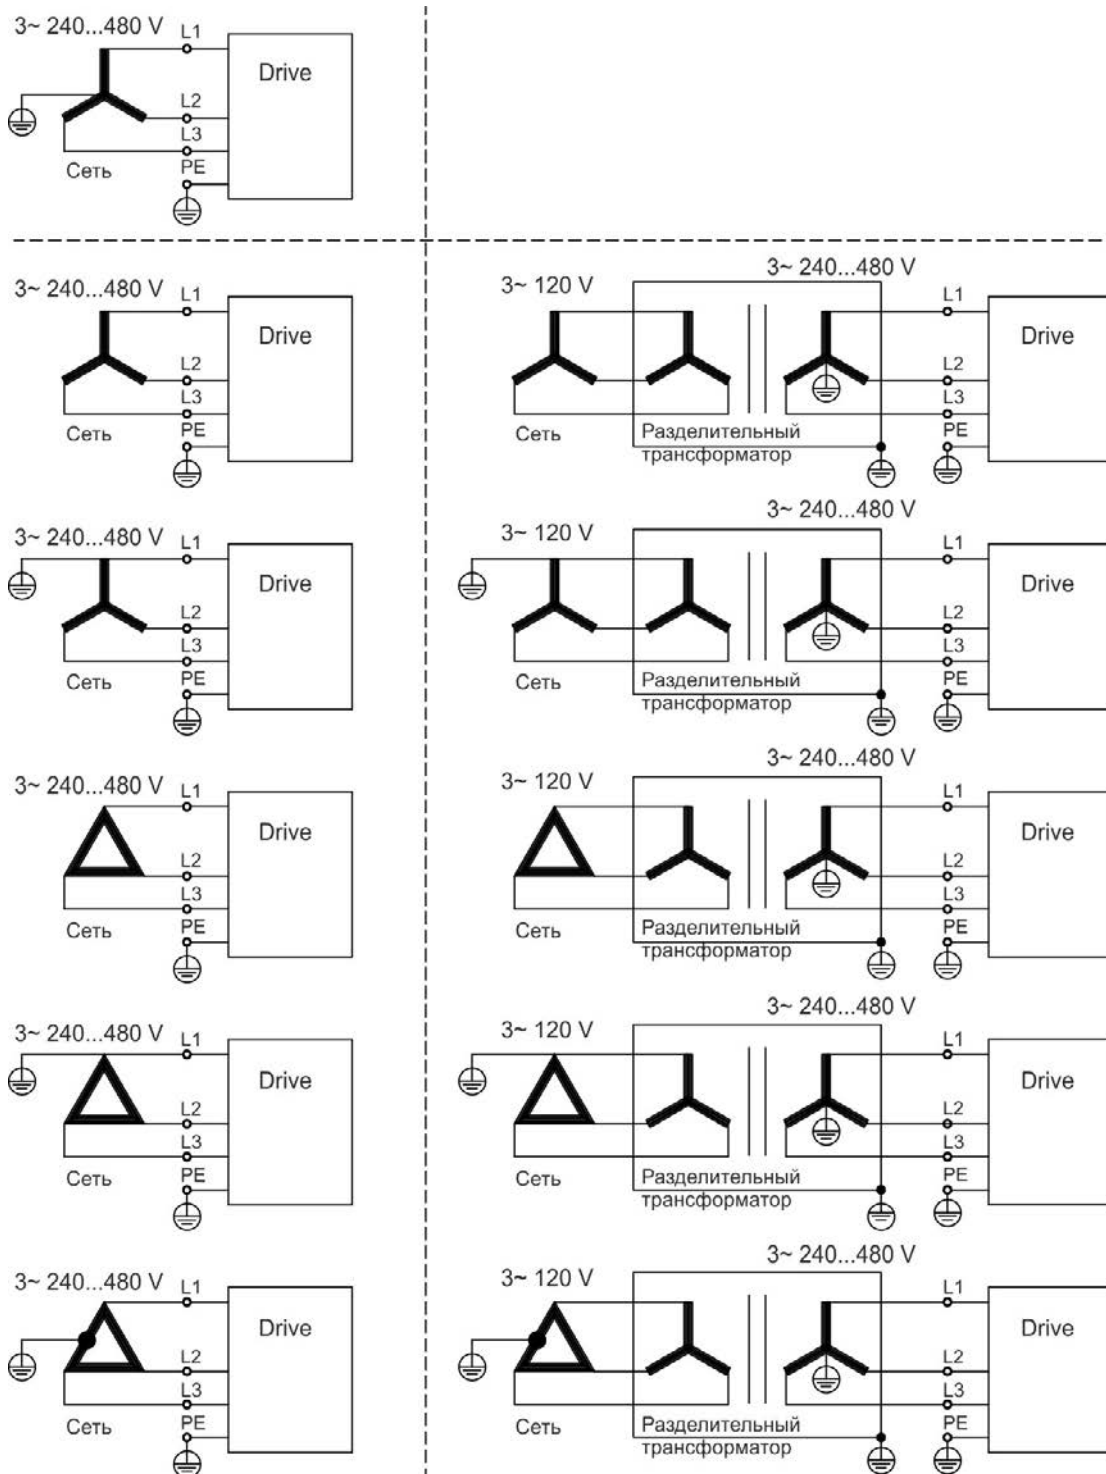 3~ 240...480 V
L1
Drive
L2
L3
Сеть
PE
3~ 240...480 V
L1
Drive
L2
L3
Сеть
PE
3~ 120 V
3~ 240...480 V
L1
Drive
L2
L3
Сеть
Разделительный
трансформатор
PE
3~ 240...480 V
L1
Drive
L2
L3
Сеть
PE
3~ 120 V
3~ 240...480 V
L1
Drive
L2
L3
Сеть
Разделительный
трансформатор
PE
3~ 240...480 V
L1
Drive
L2
L3
Сеть
PE
3~ 120 V
3~ 240...480 V
L1
Drive
L2
L3
Сеть
Разделительный
трансформатор
PE
3~ 240...480 V
L1
Drive
L2
L3
Сеть
PE
3~ 120 V
3~ 240...480 V
L1
Drive
L2
L3
Сеть
Разделительный
трансформатор
PE
3~ 240...480 V
L1
Drive
L2
L3
Сеть
PE
3~ 120 V
3~ 240...480 V
L1
Drive
L2
L3
Сеть
Разделительный
трансформатор
PE